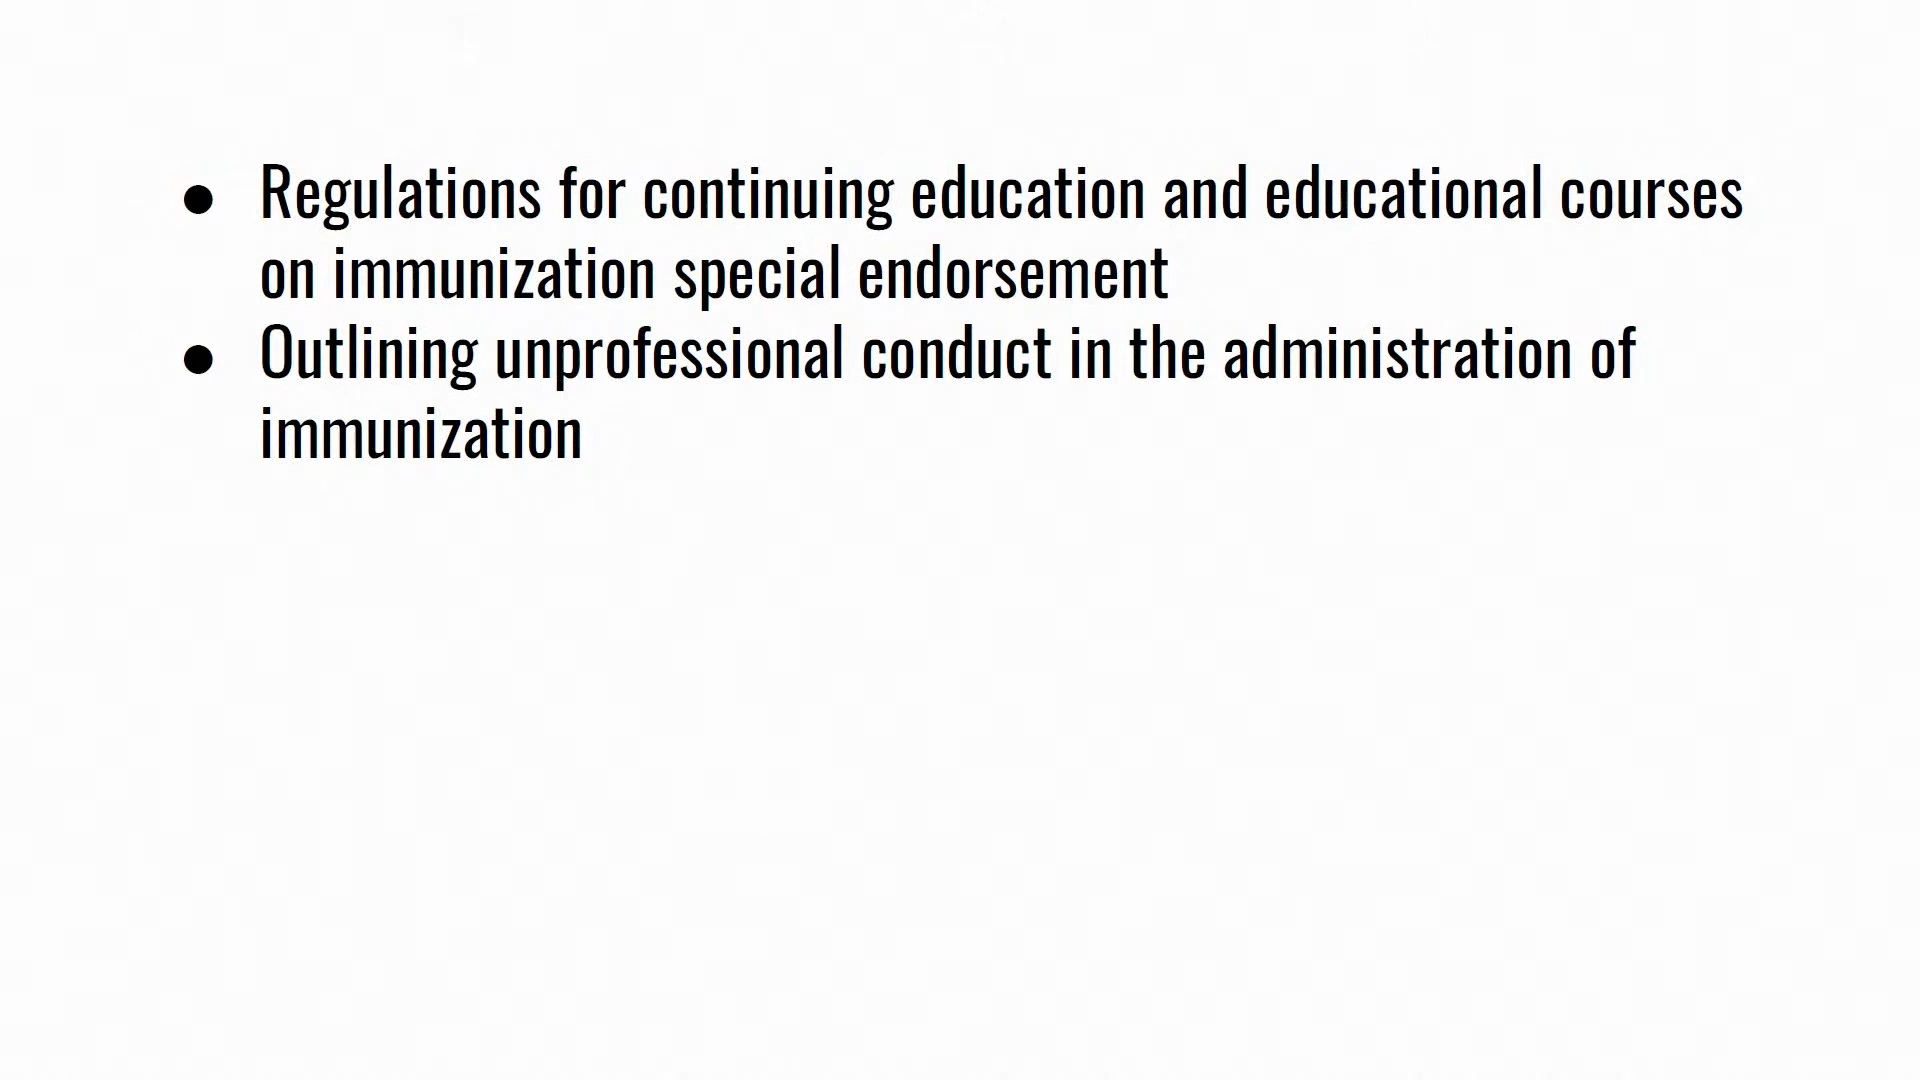 ● Regulations for continuing education and educational courses
on immunization special endorsement
● Outlining unprofessional conduct in the administration of
immunization